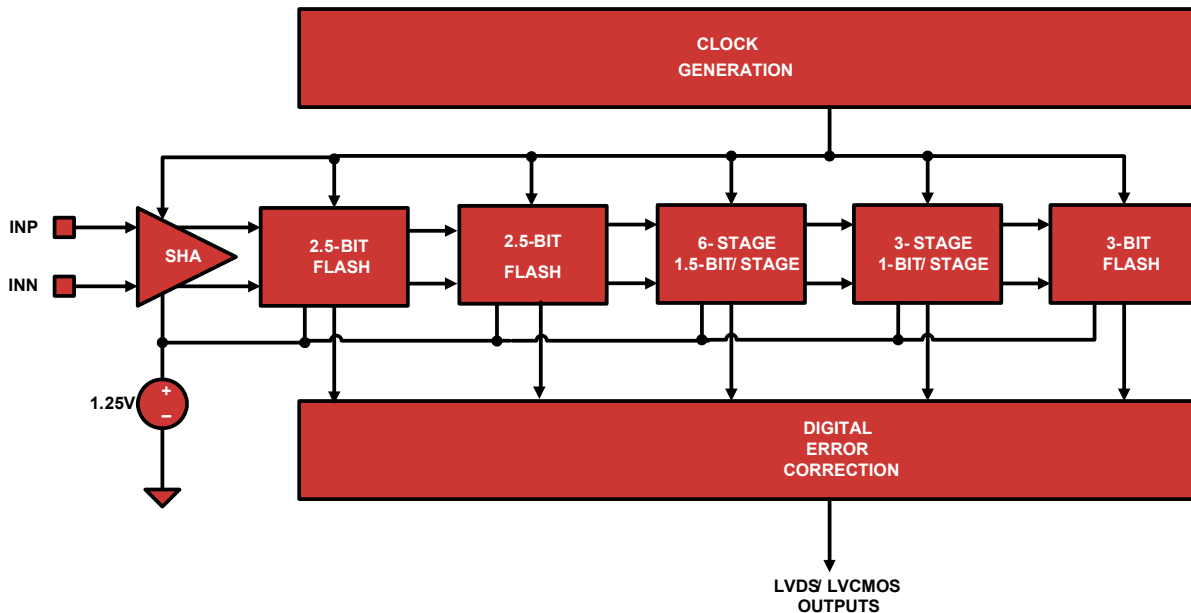 CLOCK
GENERATION
INP
INN
SHA
2.5-BIT
FLASH
2.5-BIT
FLASH
6- STAGE
1.5-BIT/ STAGE
3- STAGE
1-BIT/ STAGE
3-BIT
FLASH
1.25V
+
−
DIGITAL
ERROR
CORRECTION
LVDS/ LVCMOS
OUTPUTS